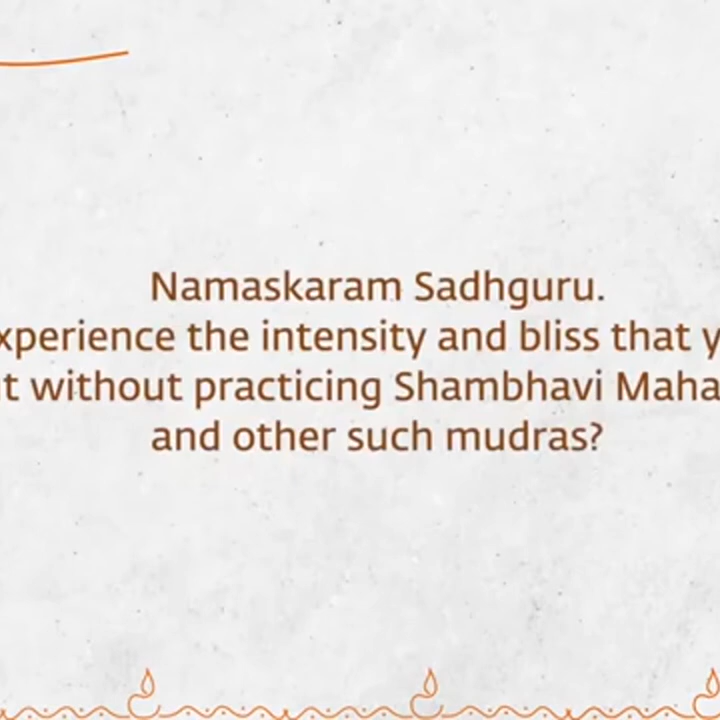 Namaskaram Sadhguru.
xperience the intensity and bliss that y
t without practicing Shambhavi Maha
and other such mudras?